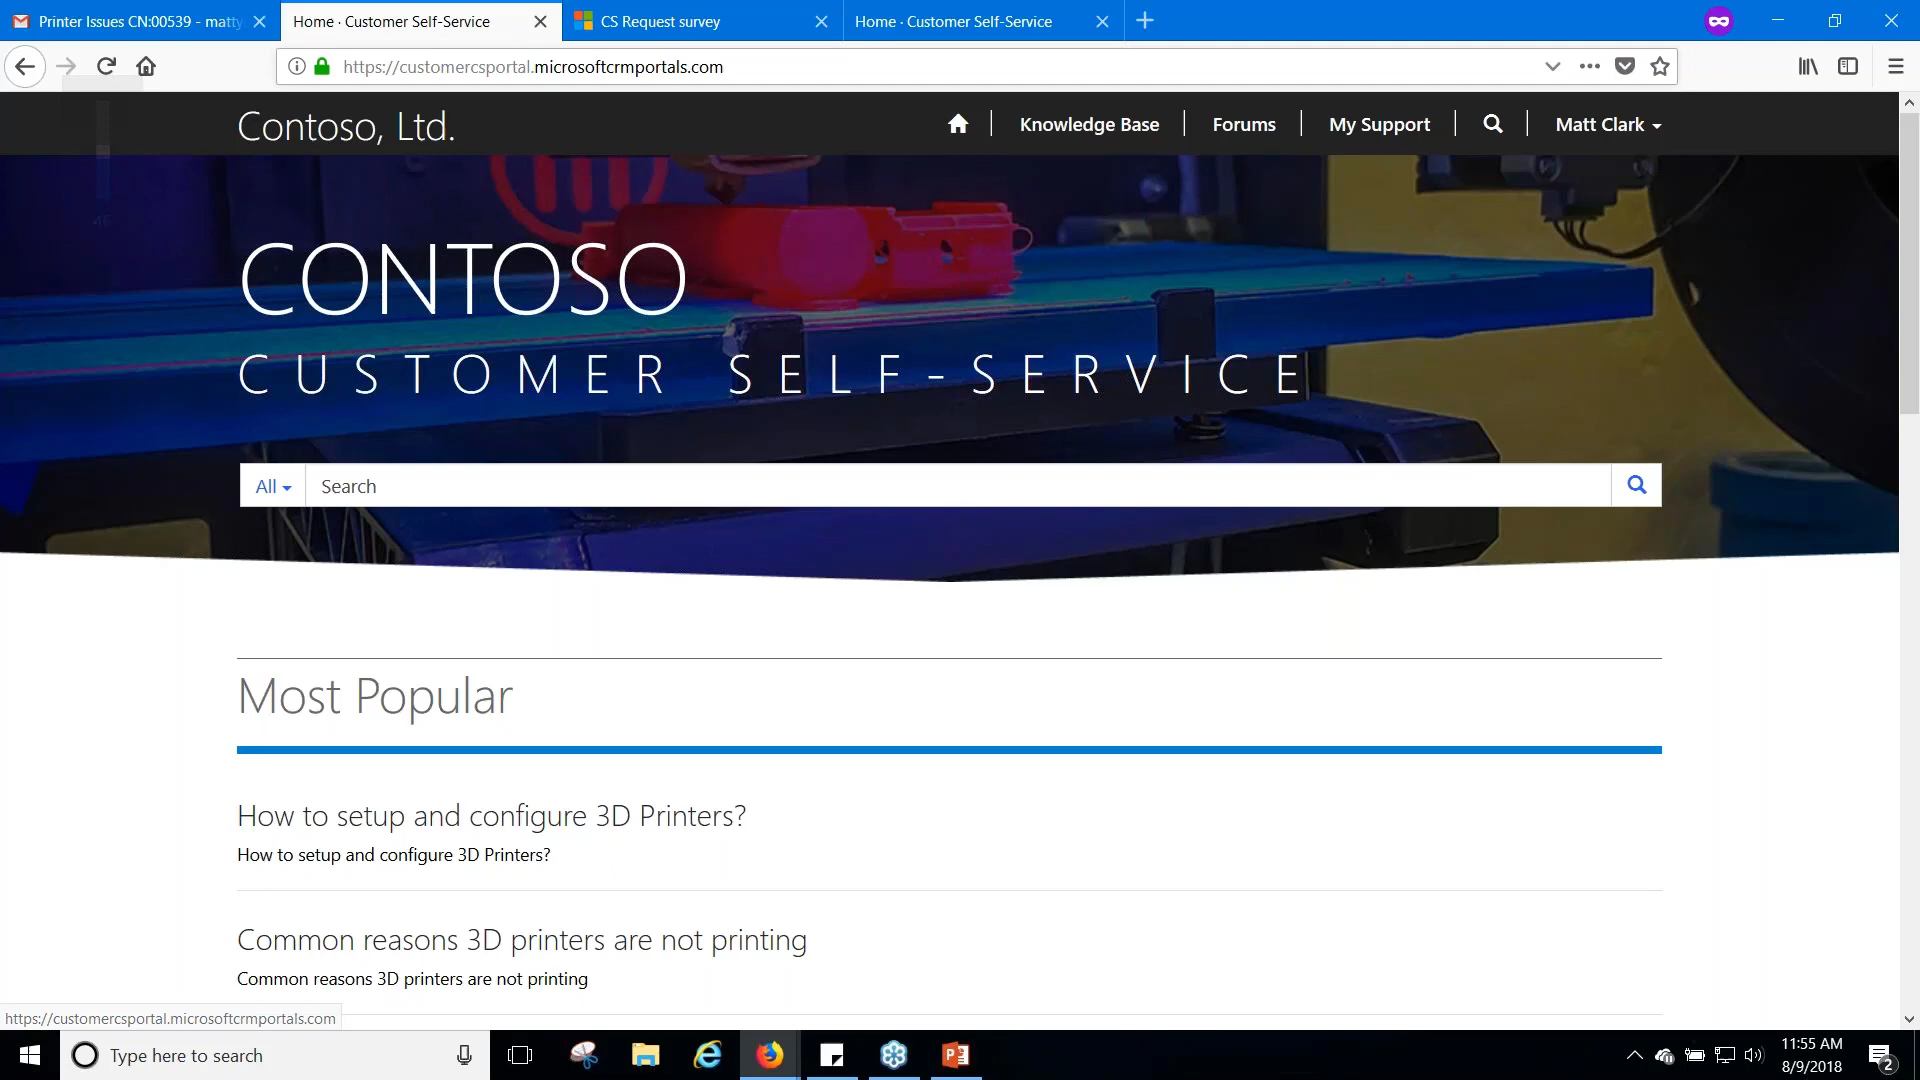 Printer Issues CN:00539 - matty
Home · Customer Self-Service
CS Request survey
Home · Customer Self-Service
https://customercsportal.microsoftcrmportals.com
Contoso, Ltd.
Knowledge Base
Forums
My Support
Matt Clark
46
CONTOSO
CUSTOMER SELF-SERVICE
All
Search
Most Popular
How to setup and configure 3D Printers?
How to setup and configure 3D Printers?
Common reasons 3D printers are not printing
Common reasons 3D printers are not printing
https://customercsportal.microsoftcrmportals.com
Type here to search
11:55 AM
8/9/2018
2